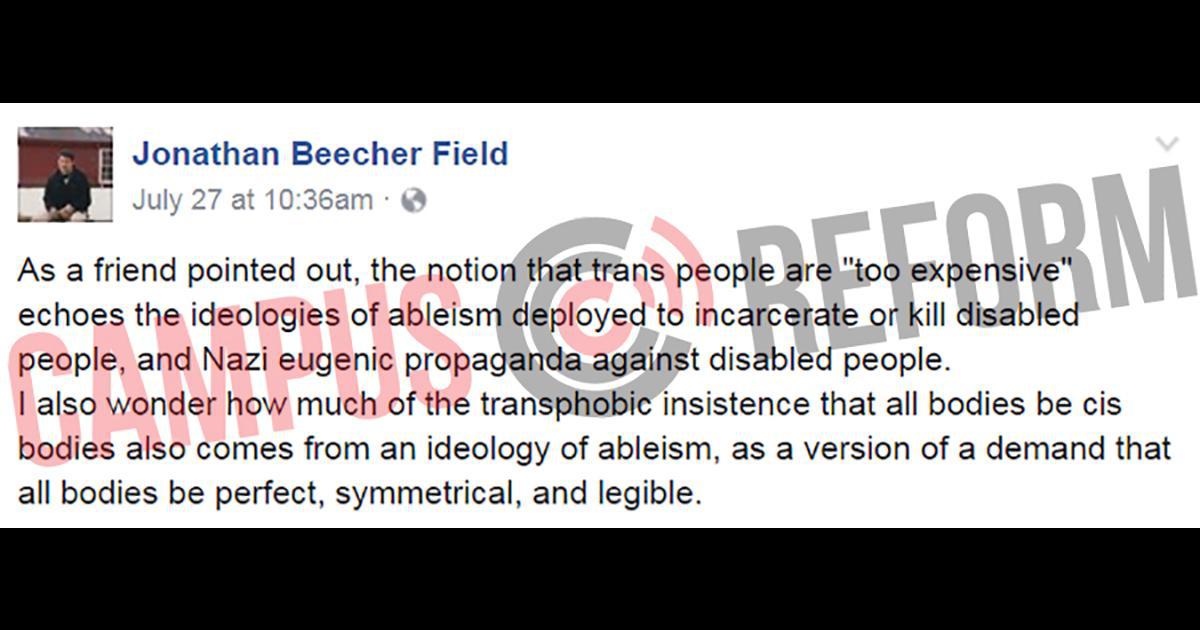 Jonathan Beecher Field
July 27 at 10:36am ·
As a friend pointed out, the notion that trans people are "too expensive"
echoes the ideologies of ableism deployed to incarcerate or kill disabled
people, and Nazi eugenic propaganda against disabled people.
I also wonder how much of the transphobic insistence that all bodies be cis
bodies also comes from an ideology of ableism, as a version of a demand that
all bodies be perfect, symmetrical, and legible.
CAMPUS REFORM